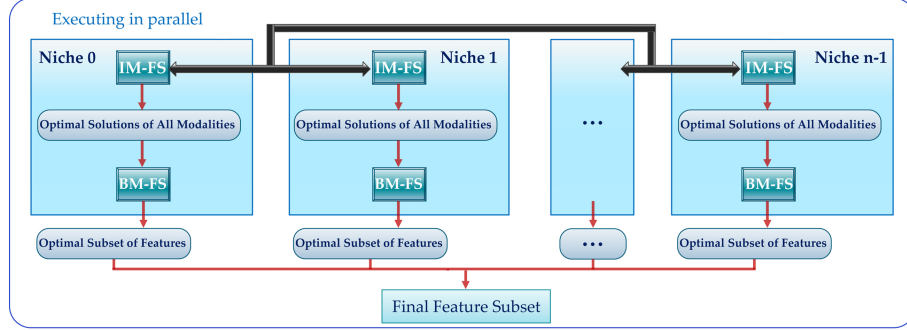 Executing in parallel
Niche 0
IM-FS
Optimal Solutions of All Modalities
BM-FS
Optimal Subset of Features
Niche 1
IM-FS
Optimal Solutions of All Modalities
BM-FS
Optimal Subset of Features
...
...
Niche n-1
IM-FS
Optimal Solutions of All Modalities
BM-FS
Optimal Subset of Features
Final Feature Subset